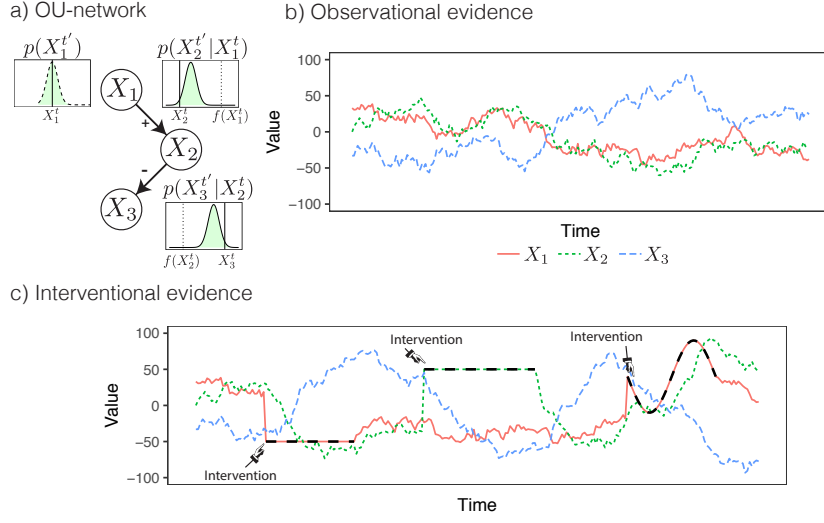 a) OU-network
p(X₁ᵗ′)
p(X₂ᵗ′|X₁ᵗ)
X₁
X₁ᵗ
X₂ᵗ
f(X₁ᵗ)
+
X₂
-
X₃
p(X₃ᵗ′|X₂ᵗ)
f(X₂ᵗ)
X₃ᵗ
b) Observational evidence
Value
100
50
0
−50
−100
Time
X₁ X₂ X₃
c) Interventional evidence
Value
100
50
0
−50
−100
Intervention
Intervention
Intervention
Time